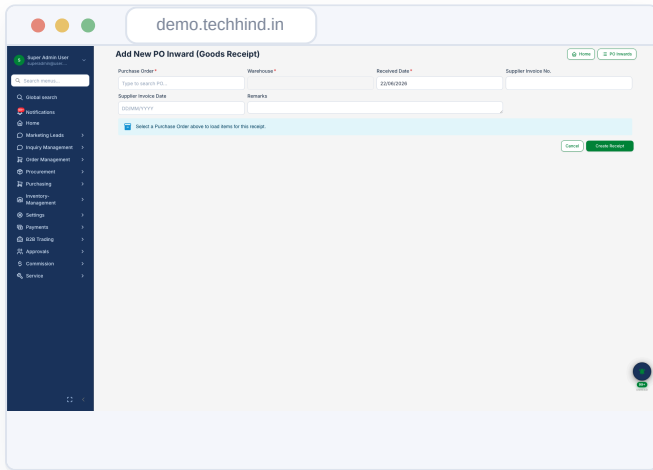 demo.techhind.in
S
Super Admin User
superadmin@user....
Search menus...
Global search
Notifications
Home
Marketing Leads
Inquiry Management
Order Management
Procurement
Purchasing
Inventory-
Management
Settings
Payments
B2B Trading
Approvals
Commission
Service
Add New PO Inward (Goods Receipt)
Home
PO Inwards
Purchase Order *
Warehouse *
Received Date *
Supplier Invoice No.
Type to search PO...
22/06/2026
Supplier Invoice Date
Remarks
DD/MM/YYYY
Select a Purchase Order above to load items for this receipt.
Cancel
Create Receipt